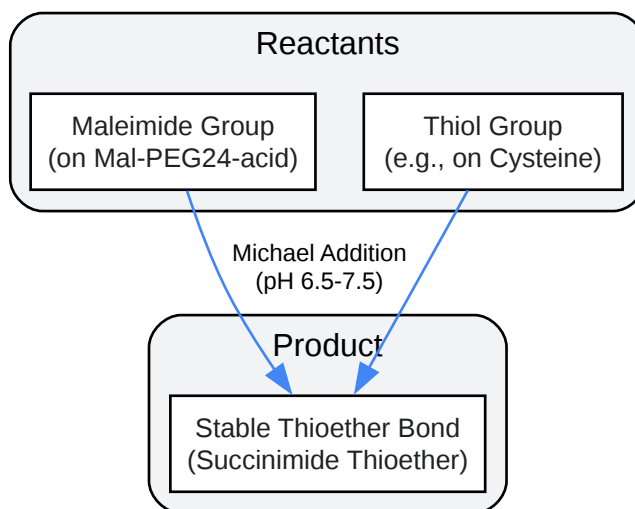 Reactants
Maleimide Group
(on Mal-PEG24-acid)
Thiol Group
(e.g., on Cysteine)
Michael Addition
(pH 6.5-7.5)
Product
Stable Thioether Bond
(Succinimide Thioether)